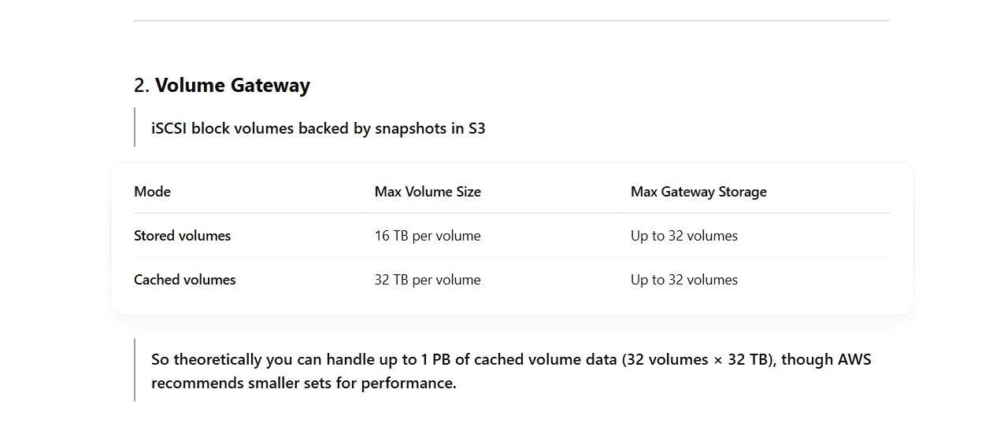 2. Volume Gateway
iSCSI block volumes backed by snapshots in S3
Mode Max Volume Size Max Gateway Storage
Stored volumes 16 TB per volume Up to 32 volumes
Cached volumes 32 TB per volume Up to 32 volumes
So theoretically you can handle up to 1 PB of cached volume data (32 volumes × 32 TB), though AWS
recommends smaller sets for performance.